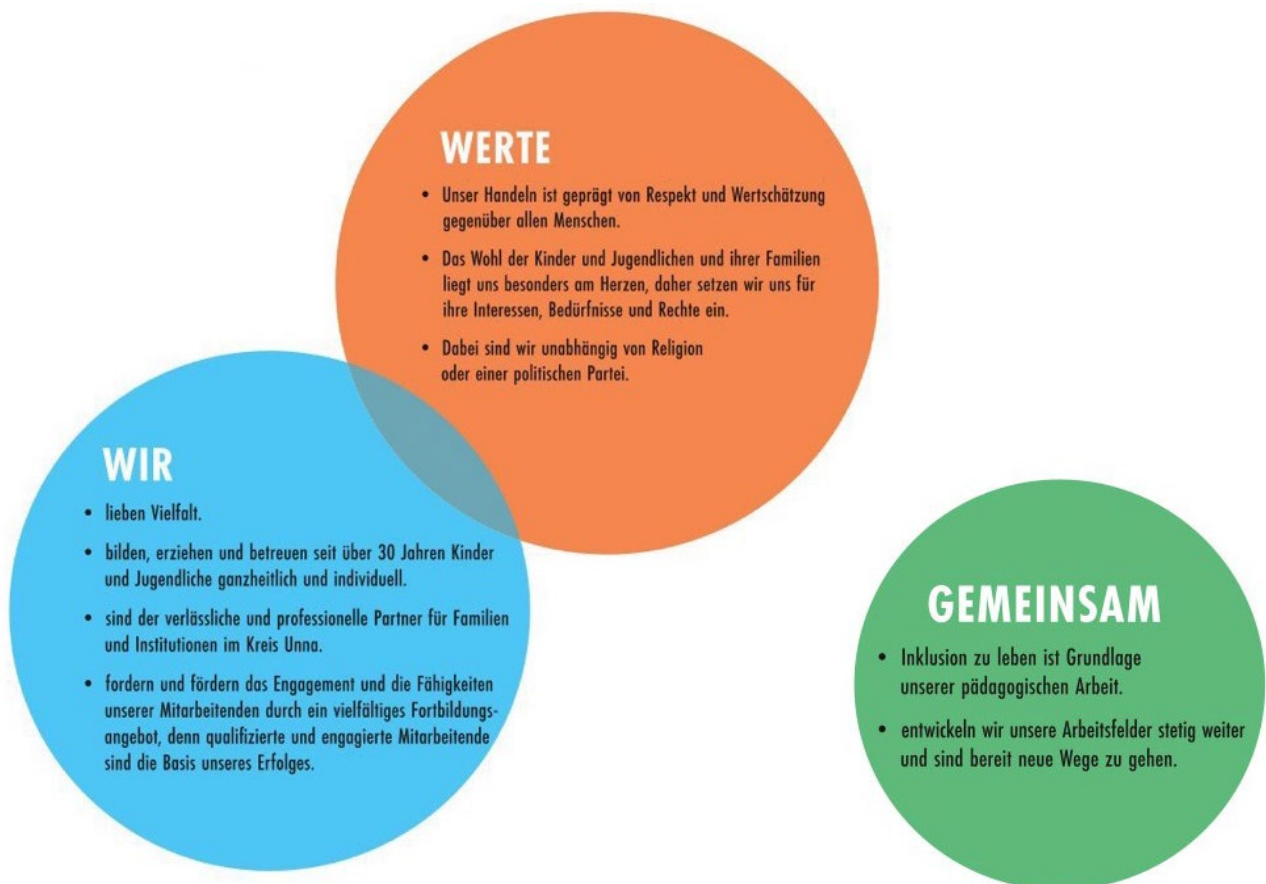 WERTE
• Unser Handeln ist geprägt von Respekt und Wertschätzung
gegenüber allen Menschen.
• Das Wohl der Kinder und Jugendlichen und ihrer Familien
liegt uns besonders am Herzen, daher setzen wir uns für
ihre Interessen, Bedürfnisse und Rechte ein.
• Dabei sind wir unabhängig von Religion
oder einer politischen Partei.
WIR
• lieben Vielfalt.
• bilden, erziehen und betreuen seit über 30 Jahren Kinder
und Jugendliche ganzheitlich und individuell.
• sind der verlässliche und professionelle Partner für Familien
und Institutionen im Kreis Unna.
• fordern und fördern das Engagement und die Fähigkeiten
unserer Mitarbeitenden durch ein vielfältiges Fortbildungs-
angebot, denn qualifizierte und engagierte Mitarbeitende
sind die Basis unseres Erfolges.
GEMEINSAM
• Inklusion zu leben ist Grundlage
unserer pädagogischen Arbeit.
• entwickeln wir unsere Arbeitsfelder stetig weiter
und sind bereit neue Wege zu gehen.